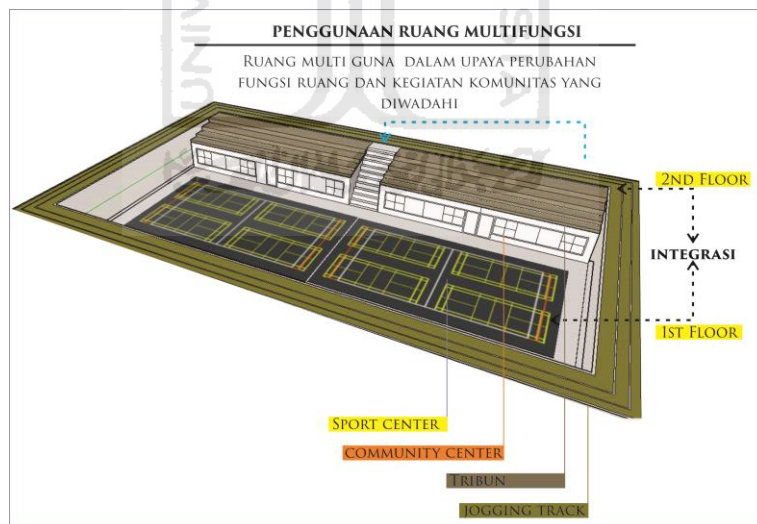 PENGGUNAAN RUANG MULTIFUNGSI
RUANG MULTI GUNA DALAM UPAYA PERUBAHAN
FUNGSI RUANG DAN KEGIATAN KOMUNITAS YANG
DIWADAHI
2ND FLOOR
INTEGRASI
1ST FLOOR
SPORT CENTER
COMMUNITY CENTER
TRIBUN
JOGGING TRACK